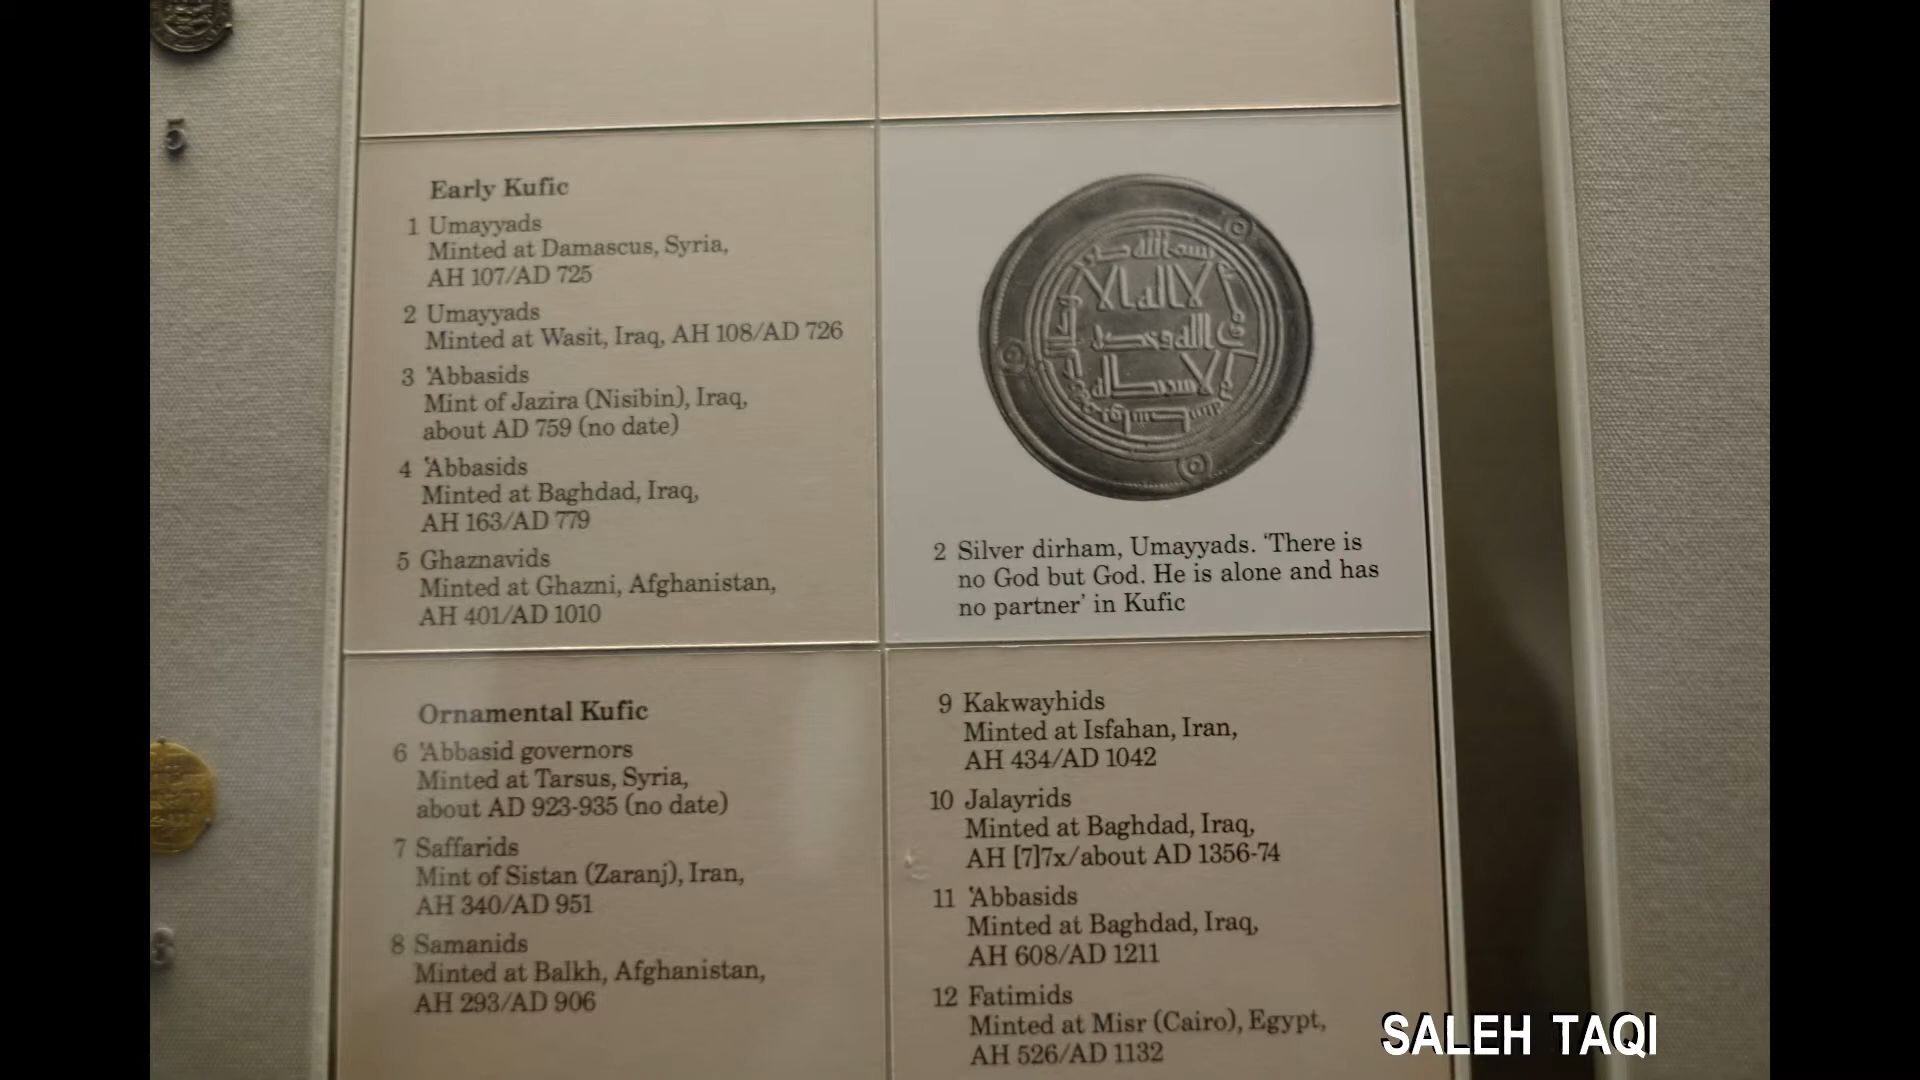 5
Early Kufic
1 Umayyads
Minted at Damascus, Syria,
AH 107/AD 725
2 Umayyads
Minted at Wasit, Iraq, AH 108/AD 726
3 'Abbasids
Mint of Jazira (Nisibin), Iraq,
about AD 759 (no date)
4 'Abbasids
Minted at Baghdad, Iraq,
AH 163/AD 779
5 Ghaznavids
Minted at Ghazni, Afghanistan,
AH 401/AD 1010
لا اله الا
الله وحده
لا شريك له
2 Silver dirham, Umayyads. ‘There is
no God but God. He is alone and has
no partner’ in Kufic
Ornamental Kufic
6 'Abbasid governors
Minted at Tarsus, Syria,
about AD 923-935 (no date)
7 Saffarids
Mint of Sistan (Zaranj), Iran,
AH 340/AD 951
8 Samanids
Minted at Balkh, Afghanistan,
AH 293/AD 906
9 Kakwayhids
Minted at Isfahan, Iran,
AH 434/AD 1042
10 Jalayrids
Minted at Baghdad, Iraq,
AH [7]7x/about AD 1356-74
11 'Abbasids
Minted at Baghdad, Iraq,
AH 608/AD 1211
12 Fatimids
Minted at Misr (Cairo), Egypt,
AH 526/AD 1132
SALEH TAQI